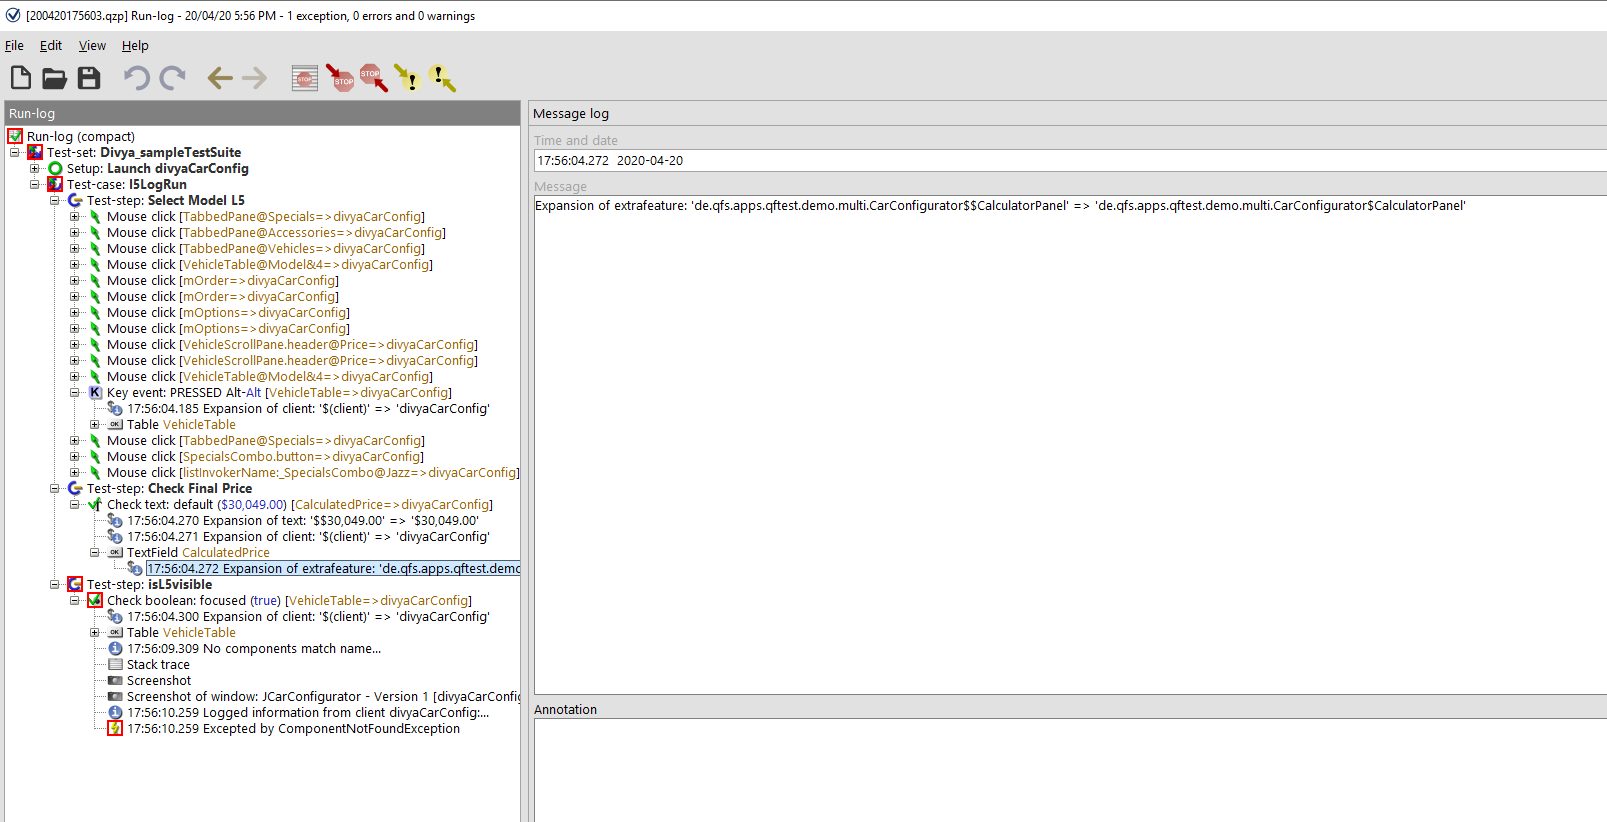 [200420175603.qzp] Run-log - 20/04/20 5:56 PM - 1 exception, 0 errors and 0 warnings
File Edit View Help
STOP STOP STOP
Run-log
Run-log (compact)
Test-set: Divya_sampleTestSuite
Setup: Launch divyaCarConfig
Test-case: l5LogRun
Test-step: Select Model L5
Mouse click [TabbedPane@Specials=>divyaCarConfig]
Mouse click [TabbedPane@Accessories=>divyaCarConfig]
Mouse click [TabbedPane@Vehicles=>divyaCarConfig]
Mouse click [VehicleTable@Model&4=>divyaCarConfig]
Mouse click [mOrder=>divyaCarConfig]
Mouse click [mOrder=>divyaCarConfig]
Mouse click [mOptions=>divyaCarConfig]
Mouse click [mOptions=>divyaCarConfig]
Mouse click [VehicleScrollPane.header@Price=>divyaCarConfig]
Mouse click [VehicleScrollPane.header@Price=>divyaCarConfig]
Mouse click [VehicleTable@Model&4=>divyaCarConfig]
K Key event: PRESSED Alt-Alt [VehicleTable=>divyaCarConfig]
17:56:04.185 Expansion of client: '$(client)' => 'divyaCarConfig'
OK Table VehicleTable
Mouse click [TabbedPane@Specials=>divyaCarConfig]
Mouse click [SpecialsCombo.button=>divyaCarConfig]
Mouse click [listInvokerName:_SpecialsCombo@Jazz=>divyaCarConfig]
Test-step: Check Final Price
Check text: default ($30,049.00) [CalculatedPrice=>divyaCarConfig]
17:56:04.270 Expansion of text: '$$30,049.00' => '$30,049.00'
17:56:04.271 Expansion of client: '$(client)' => 'divyaCarConfig'
OK TextField CalculatedPrice
17:56:04.272 Expansion of extrafeature: 'de.qfs.apps.qftest.demo
Test-step: isL5visible
Check boolean: focused (true) [VehicleTable=>divyaCarConfig]
17:56:04.300 Expansion of client: '$(client)' => 'divyaCarConfig'
OK Table VehicleTable
17:56:09.309 No components match name...
Stack trace
Screenshot
Screenshot of window: JCarConfigurator - Version 1 [divyaCarConfig
17:56:10.259 Logged information from client divyaCarConfig:...
17:56:10.259 Excepted by ComponentNotFoundException
Message log
Time and date
17:56:04.272 2020-04-20
Message
Expansion of extrafeature: 'de.qfs.apps.qftest.demo.multi.CarConfigurator$$CalculatorPanel' => 'de.qfs.apps.qftest.demo.multi.CarConfigurator$CalculatorPanel'
Annotation